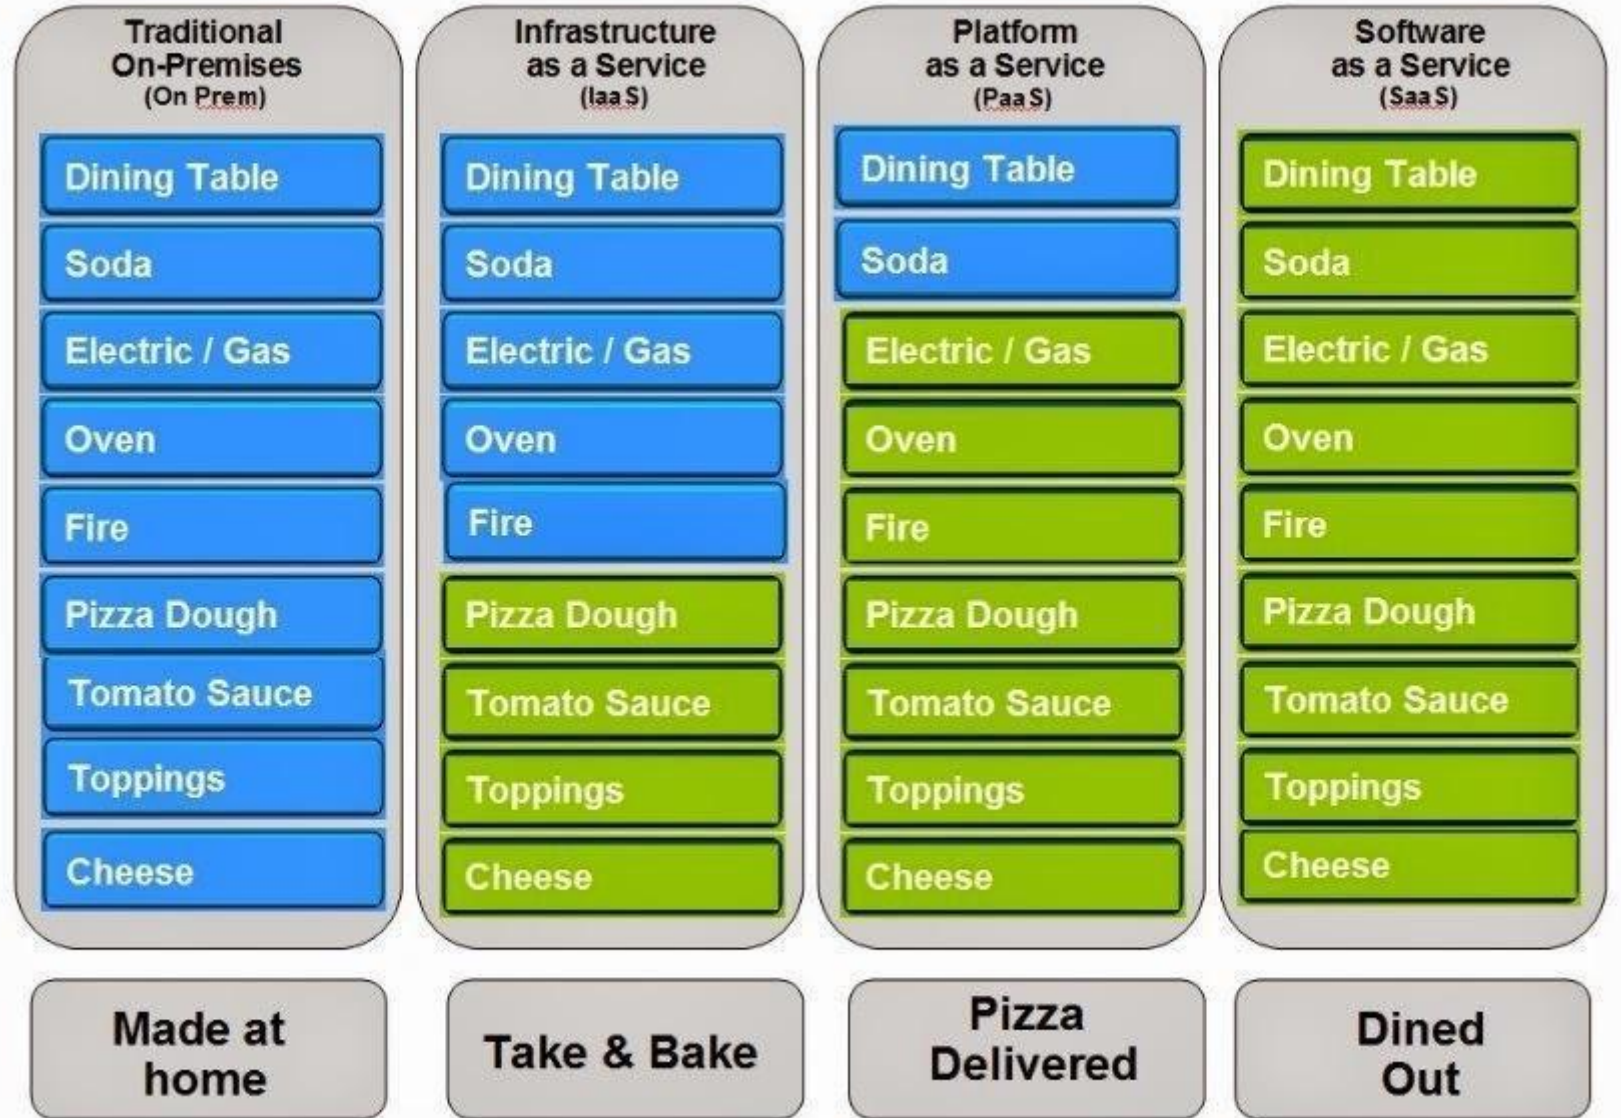 Traditional
On-Premises
(On Prem)
Dining Table
Soda
Electric / Gas
Oven
Fire
Pizza Dough
Tomato Sauce
Toppings
Cheese
Made at
home
Infrastructure
as a Service
(IaaS)
Dining Table
Soda
Electric / Gas
Oven
Fire
Pizza Dough
Tomato Sauce
Toppings
Cheese
Take & Bake
Platform
as a Service
(PaaS)
Dining Table
Soda
Electric / Gas
Oven
Fire
Pizza Dough
Tomato Sauce
Toppings
Cheese
Pizza
Delivered
Software
as a Service
(SaaS)
Dining Table
Soda
Electric / Gas
Oven
Fire
Pizza Dough
Tomato Sauce
Toppings
Cheese
Dined
Out